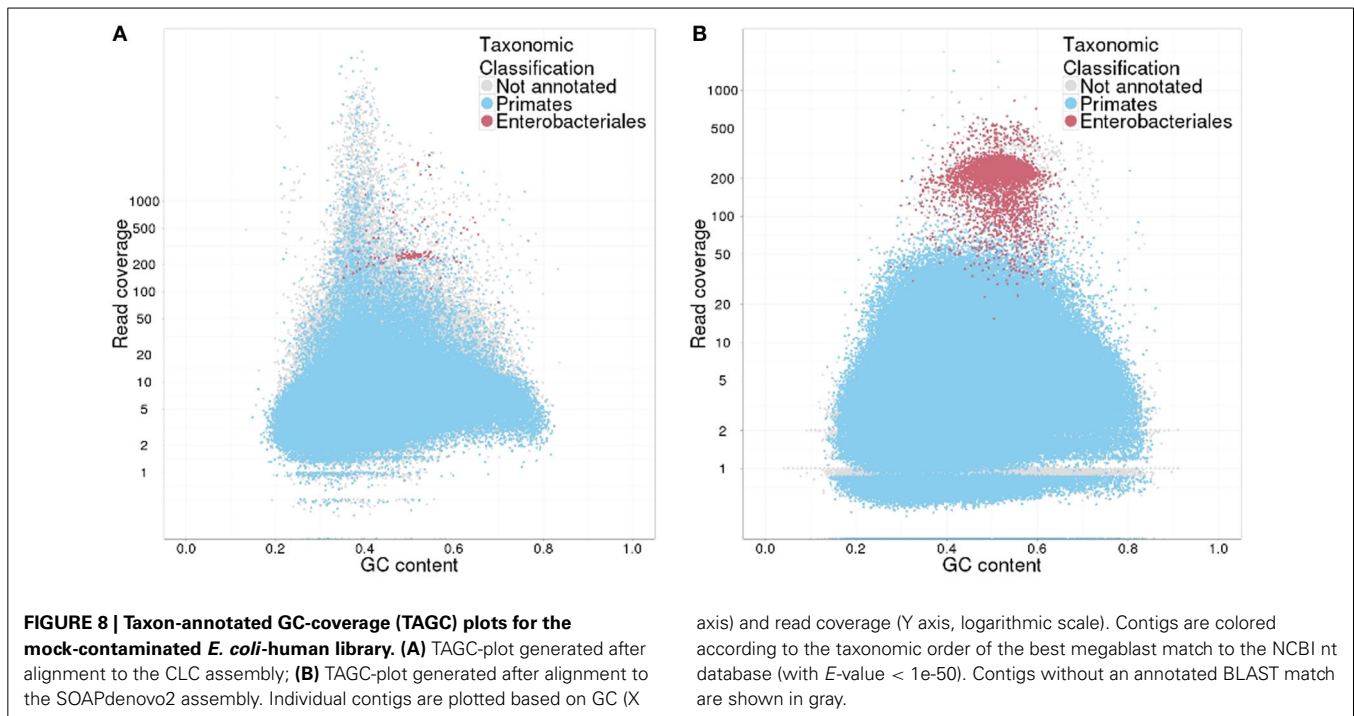 A
Taxonomic
Classification
Not annotated
Primates
Enterobacteriales
Read coverage
1000
500
200
100
50
20
10
5
2
1
0.0 0.2 0.4 0.6 0.8 1.0
GC content
B
Taxonomic
Classification
Not annotated
Primates
Enterobacteriales
Read coverage
1000
500
200
100
50
20
10
5
2
1
0.0 0.2 0.4 0.6 0.8 1.0
GC content
FIGURE 8 | Taxon-annotated GC-coverage (TAGC) plots for the
mock-contaminated E. coli-human library. (A) TAGC-plot generated after
alignment to the CLC assembly; (B) TAGC-plot generated after alignment to
the SOAPdenovo2 assembly. Individual contigs are plotted based on GC (X
axis) and read coverage (Y axis, logarithmic scale). Contigs are colored
according to the taxonomic order of the best megablast match to the NCBI nt
database (with E-value < 1e-50). Contigs without an annotated BLAST match
are shown in gray.